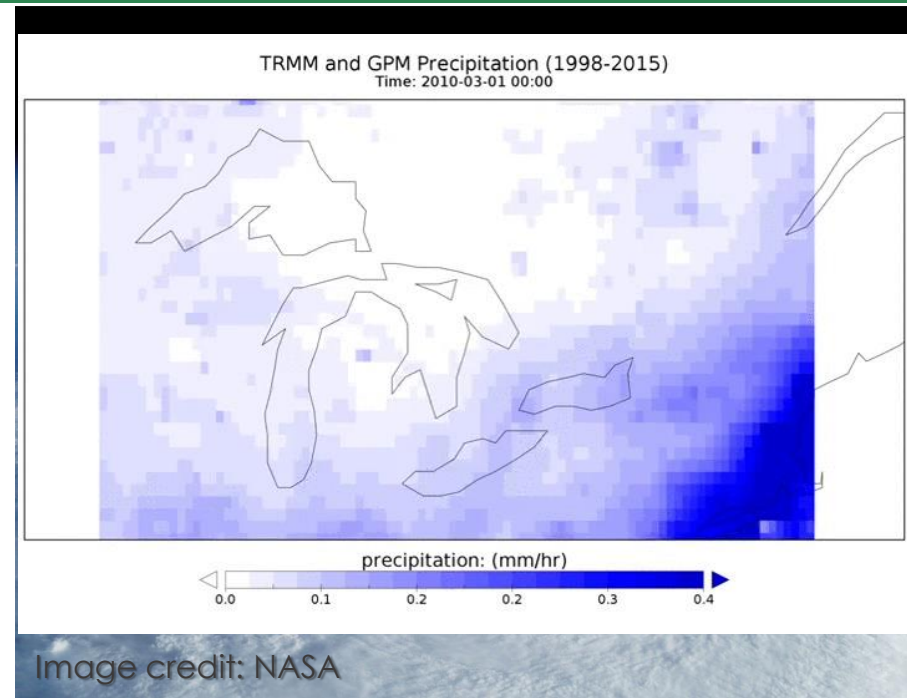 TRMM and GPM Precipitation (1998-2015)
Time: 2010-03-01 00:00
precipitation: (mm/hr)
0.0 0.1 0.2 0.2 0.3 0.4
Image credit: NASA